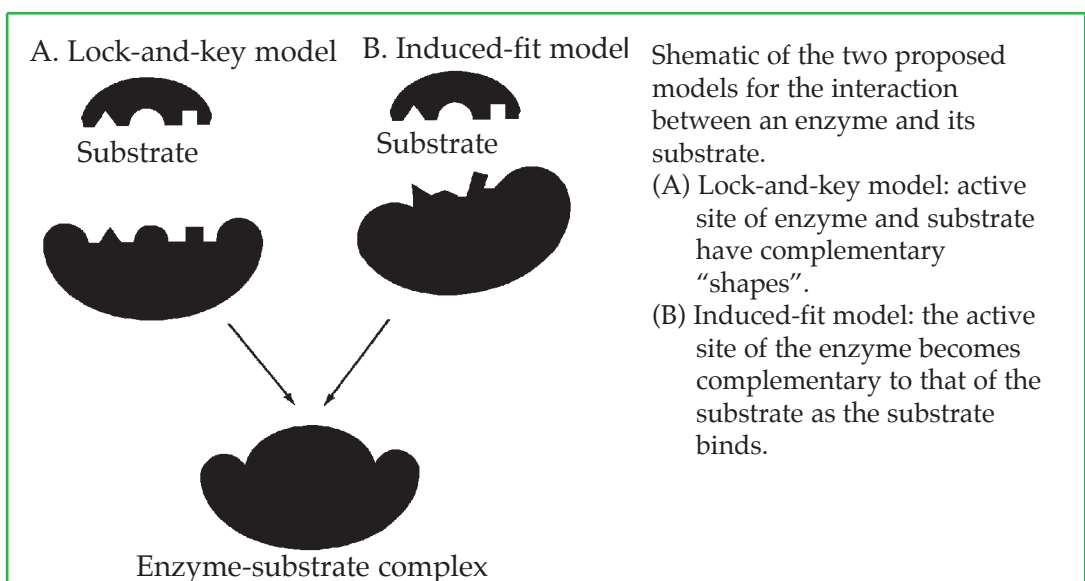 A. Lock-and-key model
B. Induced-fit model
Substrate
Substrate
Enzyme-substrate complex
Shematic of the two proposed
models for the interaction
between an enzyme and its
substrate.
(A) Lock-and-key model: active
site of enzyme and substrate
have complementary
“shapes”.
(B) Induced-fit model: the active
site of the enzyme becomes
complementary to that of the
substrate as the substrate
binds.